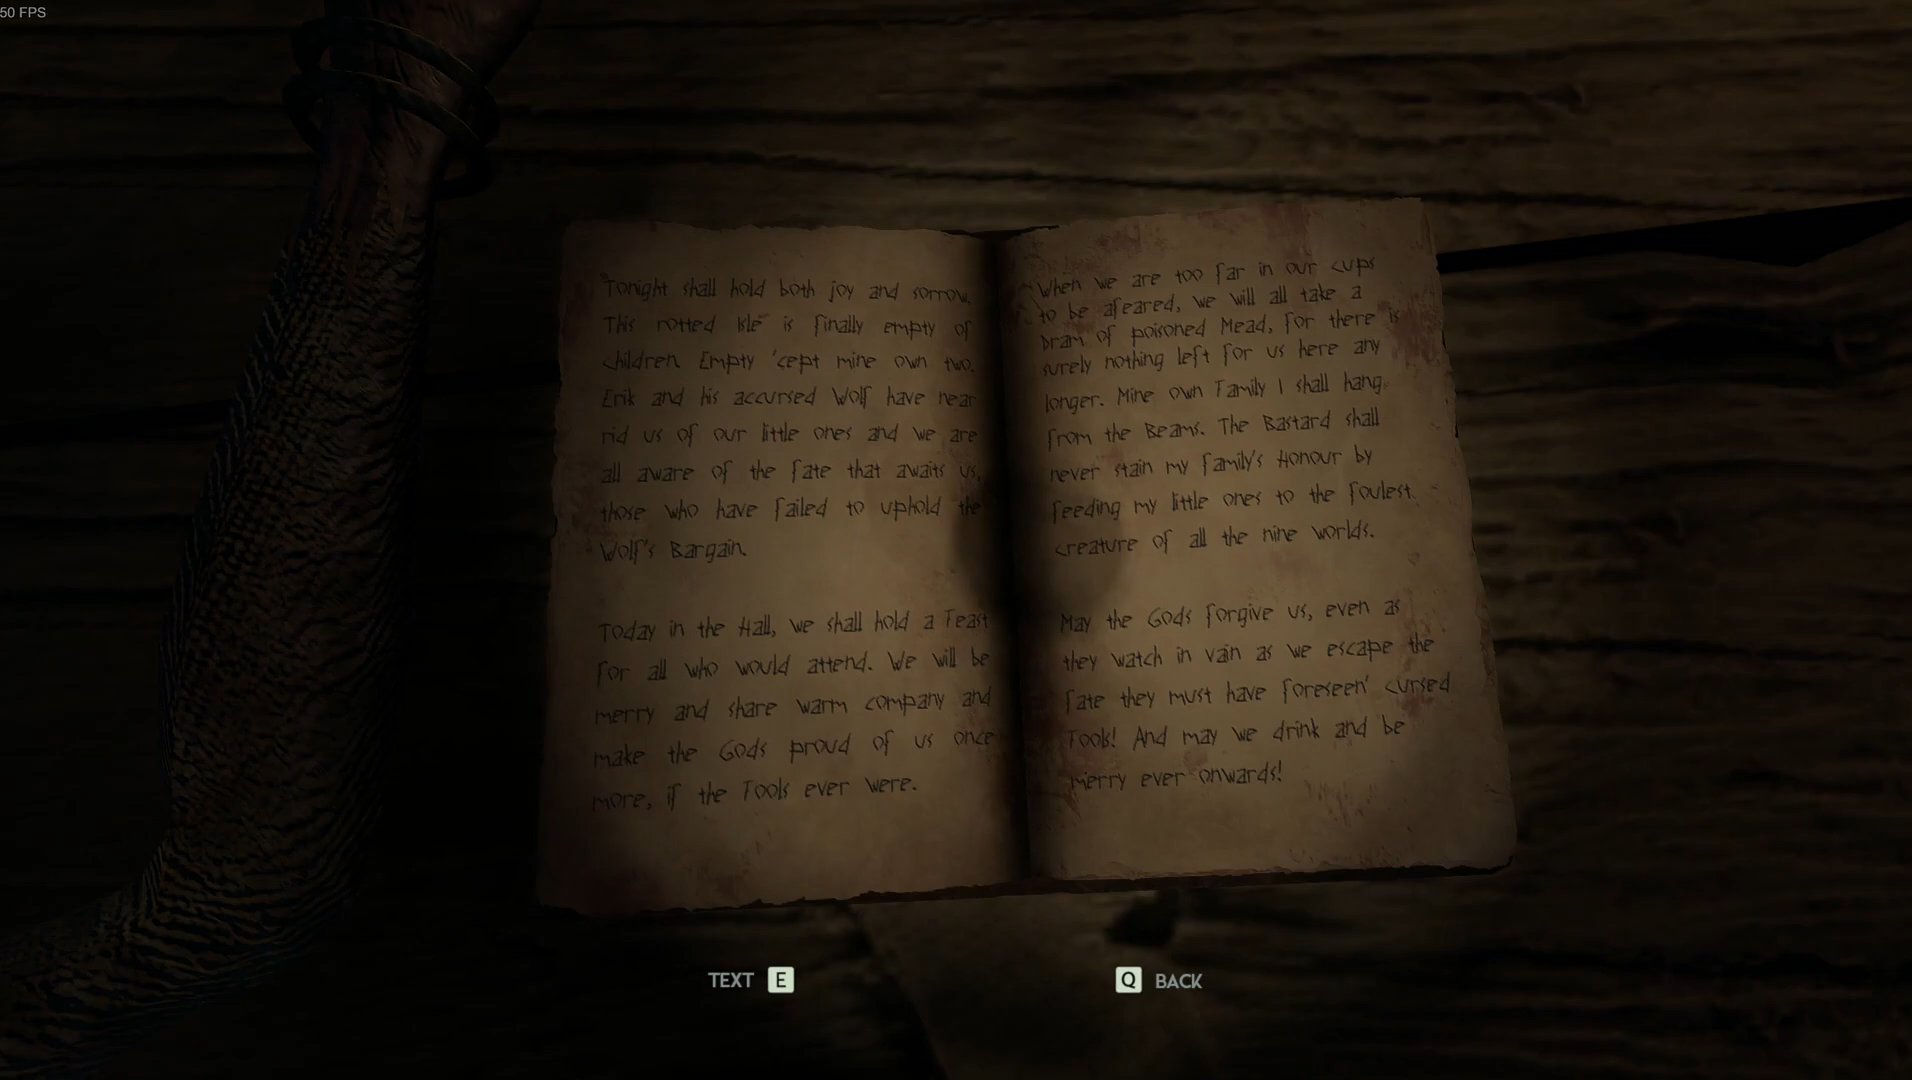 50 FPS
Tonight shall hold both joy and sorrow.
This rotted Isle is finally empty of
children. Empty 'cept mine own two.
Erik and his accursed Wolf have near
rid us of our little ones and we are
all aware of the fate that awaits us,
those who have failed to uphold the
Wolf's Bargain.
Today in the Hall, we shall hold a Feast
for all who would attend. We will be
merry and share warm company and
make the Gods proud of us once
more, if the Fools ever were.
When we are too far in our cups
to be afeared, we will all take a
Dram of poisoned Mead, for there is
surely nothing left for us here any
longer. Mine own Family I shall hang
from the Beams. The Bastard shall
never stain my family's Honour by
feeding my little ones to the foulest
creature of all the nine worlds.
May the Gods forgive us, even as
they watch in vain as we escape the
fate they must have foreseen' cursed
Fools! And may we drink and be
merry ever onwards!
TEXT E
Q BACK